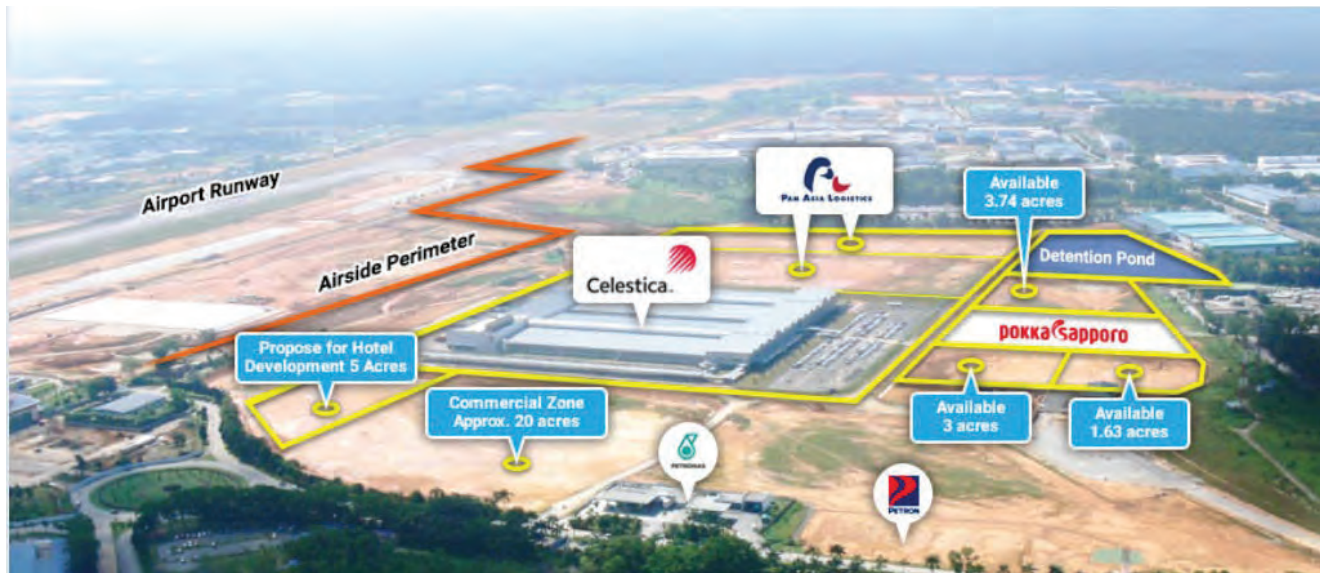 Airport Runway
Airside Perimeter
PAN ASIA LOGISTICS
Available
3.74 acres
Detention Pond
Celestica™
pokka sapporo
Propose for Hotel
Development 5 Acres
Commercial Zone
Approx. 20 acres
Available
3 acres
Available
1.63 acres
PETRONAS
PETRON